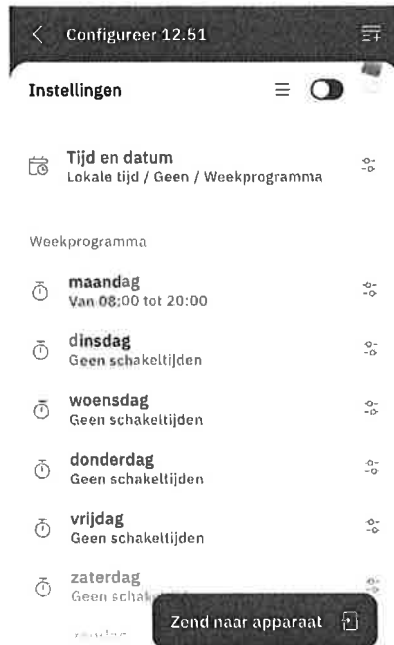 Configureer 12.51
Instellingen
Tijd en datum
Lokale tijd / Geen / Weekprogramma
Weekprogramma
maandag
Van 08:00 tot 20:00
dinsdag
Geen schakeltijden
woensdag
Geen schakeltijden
donderdag
Geen schakeltijden
vrijdag
Geen schakeltijden
zaterdag
Geen
Zend naar apparaat